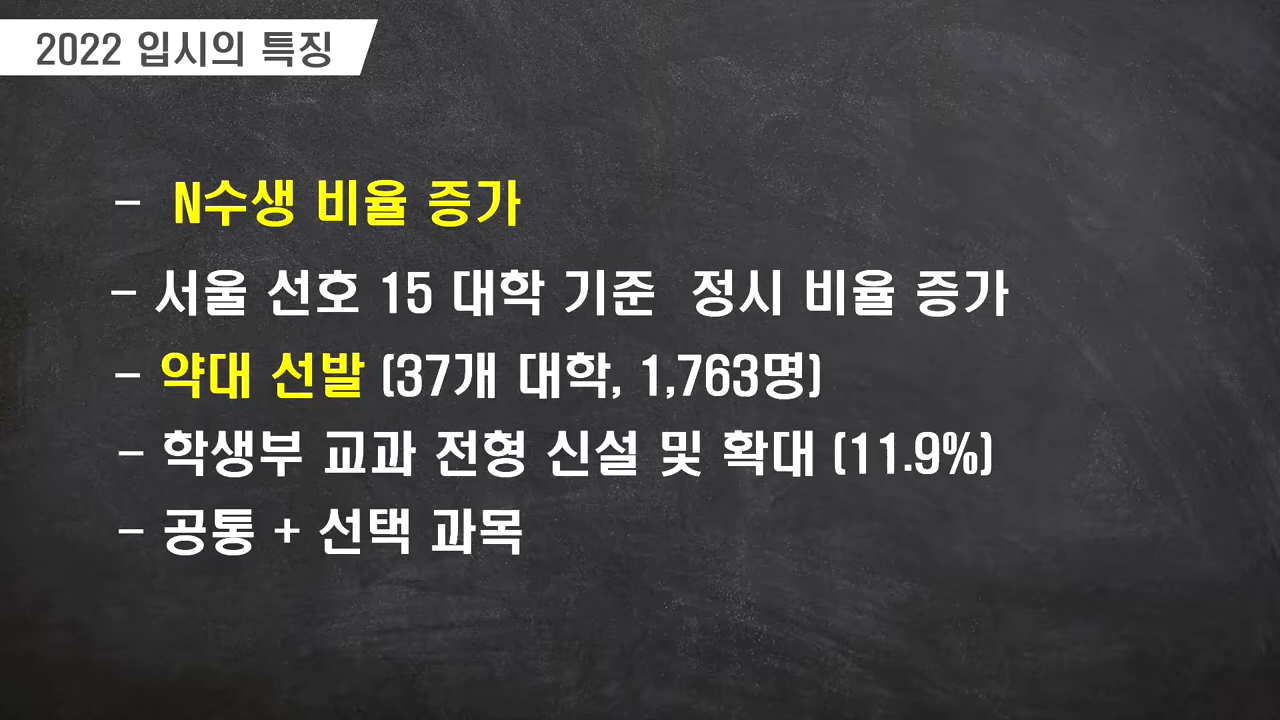 2022 입시의 특징
- N수생 비율 증가
- 서울 선호 15 대학 기준 정시 비율 증가
- 약대 선발 (37개 대학, 1,763명)
- 학생부 교과 전형 신설 및 확대 (11.9%)
- 공통 + 선택 과목